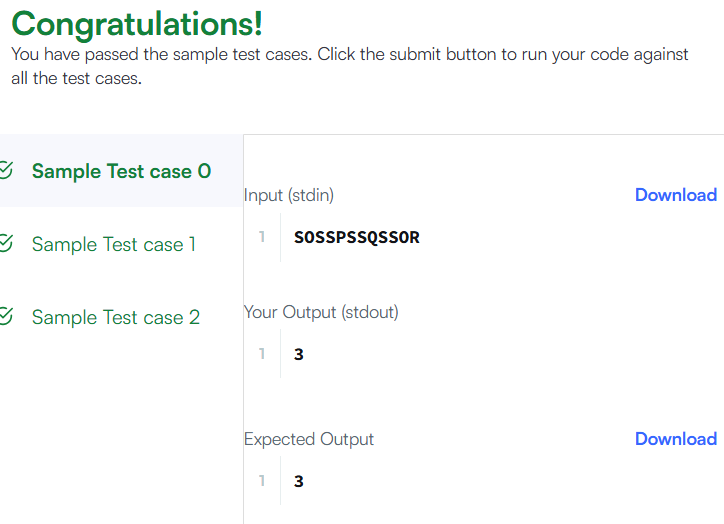 Congratulations!
You have passed the sample test cases. Click the submit button to run your code against
all the test cases.
Sample Test case 0
Sample Test case 1
Sample Test case 2
Input (stdin)
Download
1 SOSSPSSQSSOR
Your Output (stdout)
1 3
Expected Output
Download
1 3